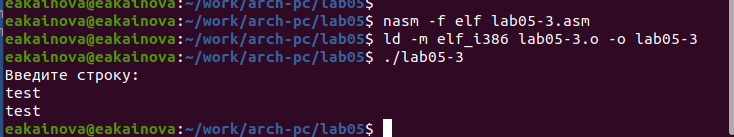 eakainova@eakainova:~/work/arch-pc/lab05$ nasm -f elf lab05-3.asm
eakainova@eakainova:~/work/arch-pc/lab05$ ld -m elf_i386 lab05-3.o -o lab05-3
eakainova@eakainova:~/work/arch-pc/lab05$ ./lab05-3
Введите строку:
test
test
eakainova@eakainova:~/work/arch-pc/lab05$